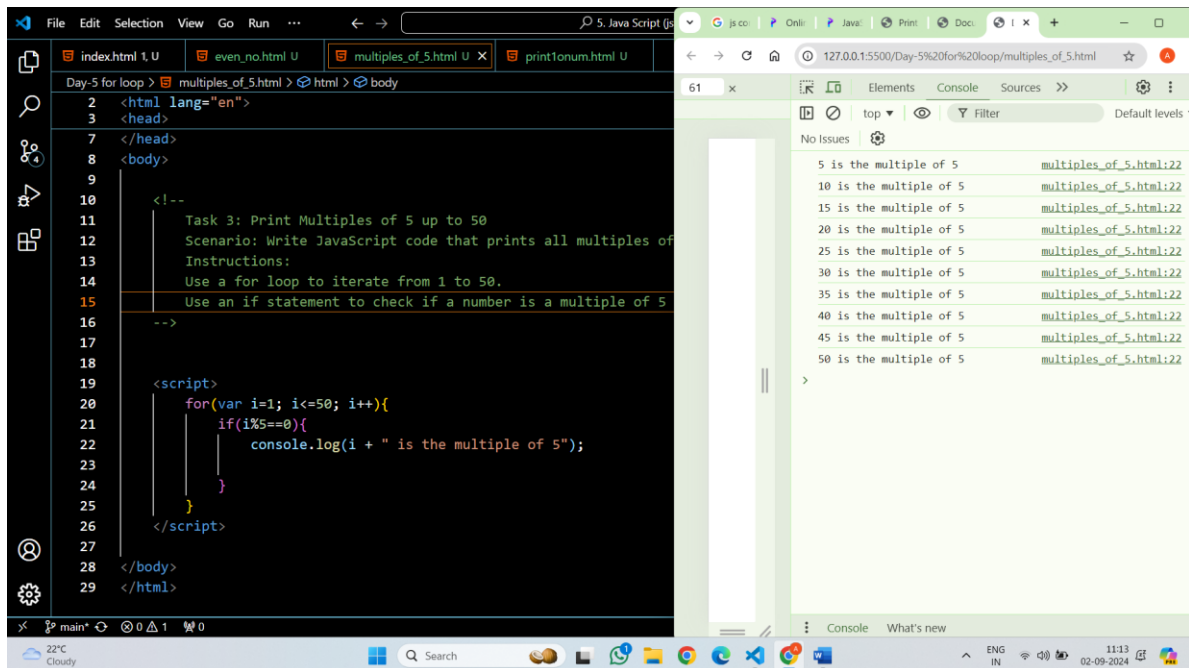 File Edit Selection View Go Run ··· ← → 5. Java Script (js
index.html 1, U even_no.html U multiples_of_5.html U × print1onum.html U
Day-5 for loop > multiples_of_5.html > html > body
2 <html lang="en">
3 <head>
7 </head>
8 <body>
9
10 <!--
11 Task 3: Print Multiples of 5 up to 50
12 Scenario: Write JavaScript code that prints all multiples of
13 Instructions:
14 Use a for loop to iterate from 1 to 50.
15 Use an if statement to check if a number is a multiple of 5
16 -->
17
18
19 <script>
20 for(var i=1; i<=50; i++){
21 if(i%5==0){
22 console.log(i + " is the multiple of 5");
23
24 }
25 }
26 </script>
27
28 </body>
29 </html>
4
main* 0 1 0
js co Onli Java: Print Docu
127.0.0.1:5500/Day-5%20for%20loop/multiples_of_5.html A
61 × Elements Console Sources
top Filter Default levels
No Issues
5 is the multiple of 5 multiples_of_5.html:22
10 is the multiple of 5 multiples_of_5.html:22
15 is the multiple of 5 multiples_of_5.html:22
20 is the multiple of 5 multiples_of_5.html:22
25 is the multiple of 5 multiples_of_5.html:22
30 is the multiple of 5 multiples_of_5.html:22
35 is the multiple of 5 multiples_of_5.html:22
40 is the multiple of 5 multiples_of_5.html:22
45 is the multiple of 5 multiples_of_5.html:22
50 is the multiple of 5 multiples_of_5.html:22
>
Console What's new
22°C
Cloudy
Search
ENG
IN
11:13
02-09-2024